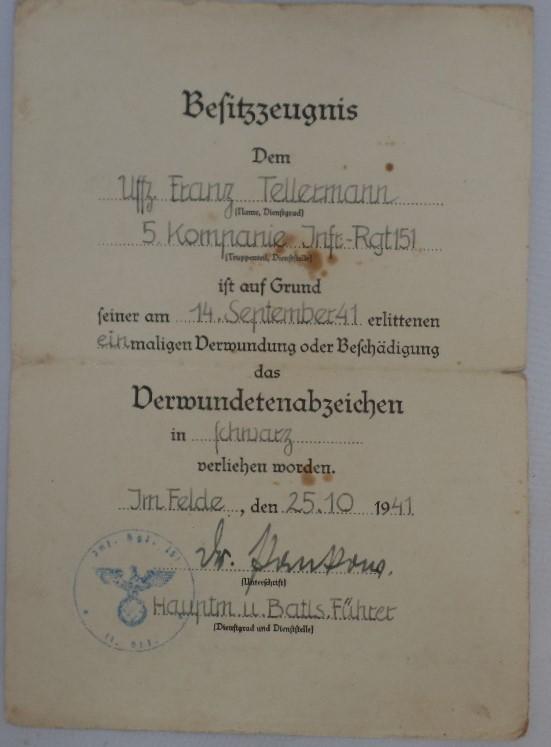 Besitzzeugnis
Dem
Uffz. Franz Tellermann
(Name, Dienstgrad)
5. Kompanie Inft.-Rgt 151
(Truppenteil, Dienststelle)
ist auf Grund
seiner am 14. September 41 erlittenen
einmaligen Verwundung oder Beschädigung
das
Verwundetenabzeichen
in schwarz
verliehen worden.
Im Felde, den 25.10 1941
Dr.
(Unterschrift)
Hauptm. u. Batls. Führer
(Dienstgrad und Dienststelle)